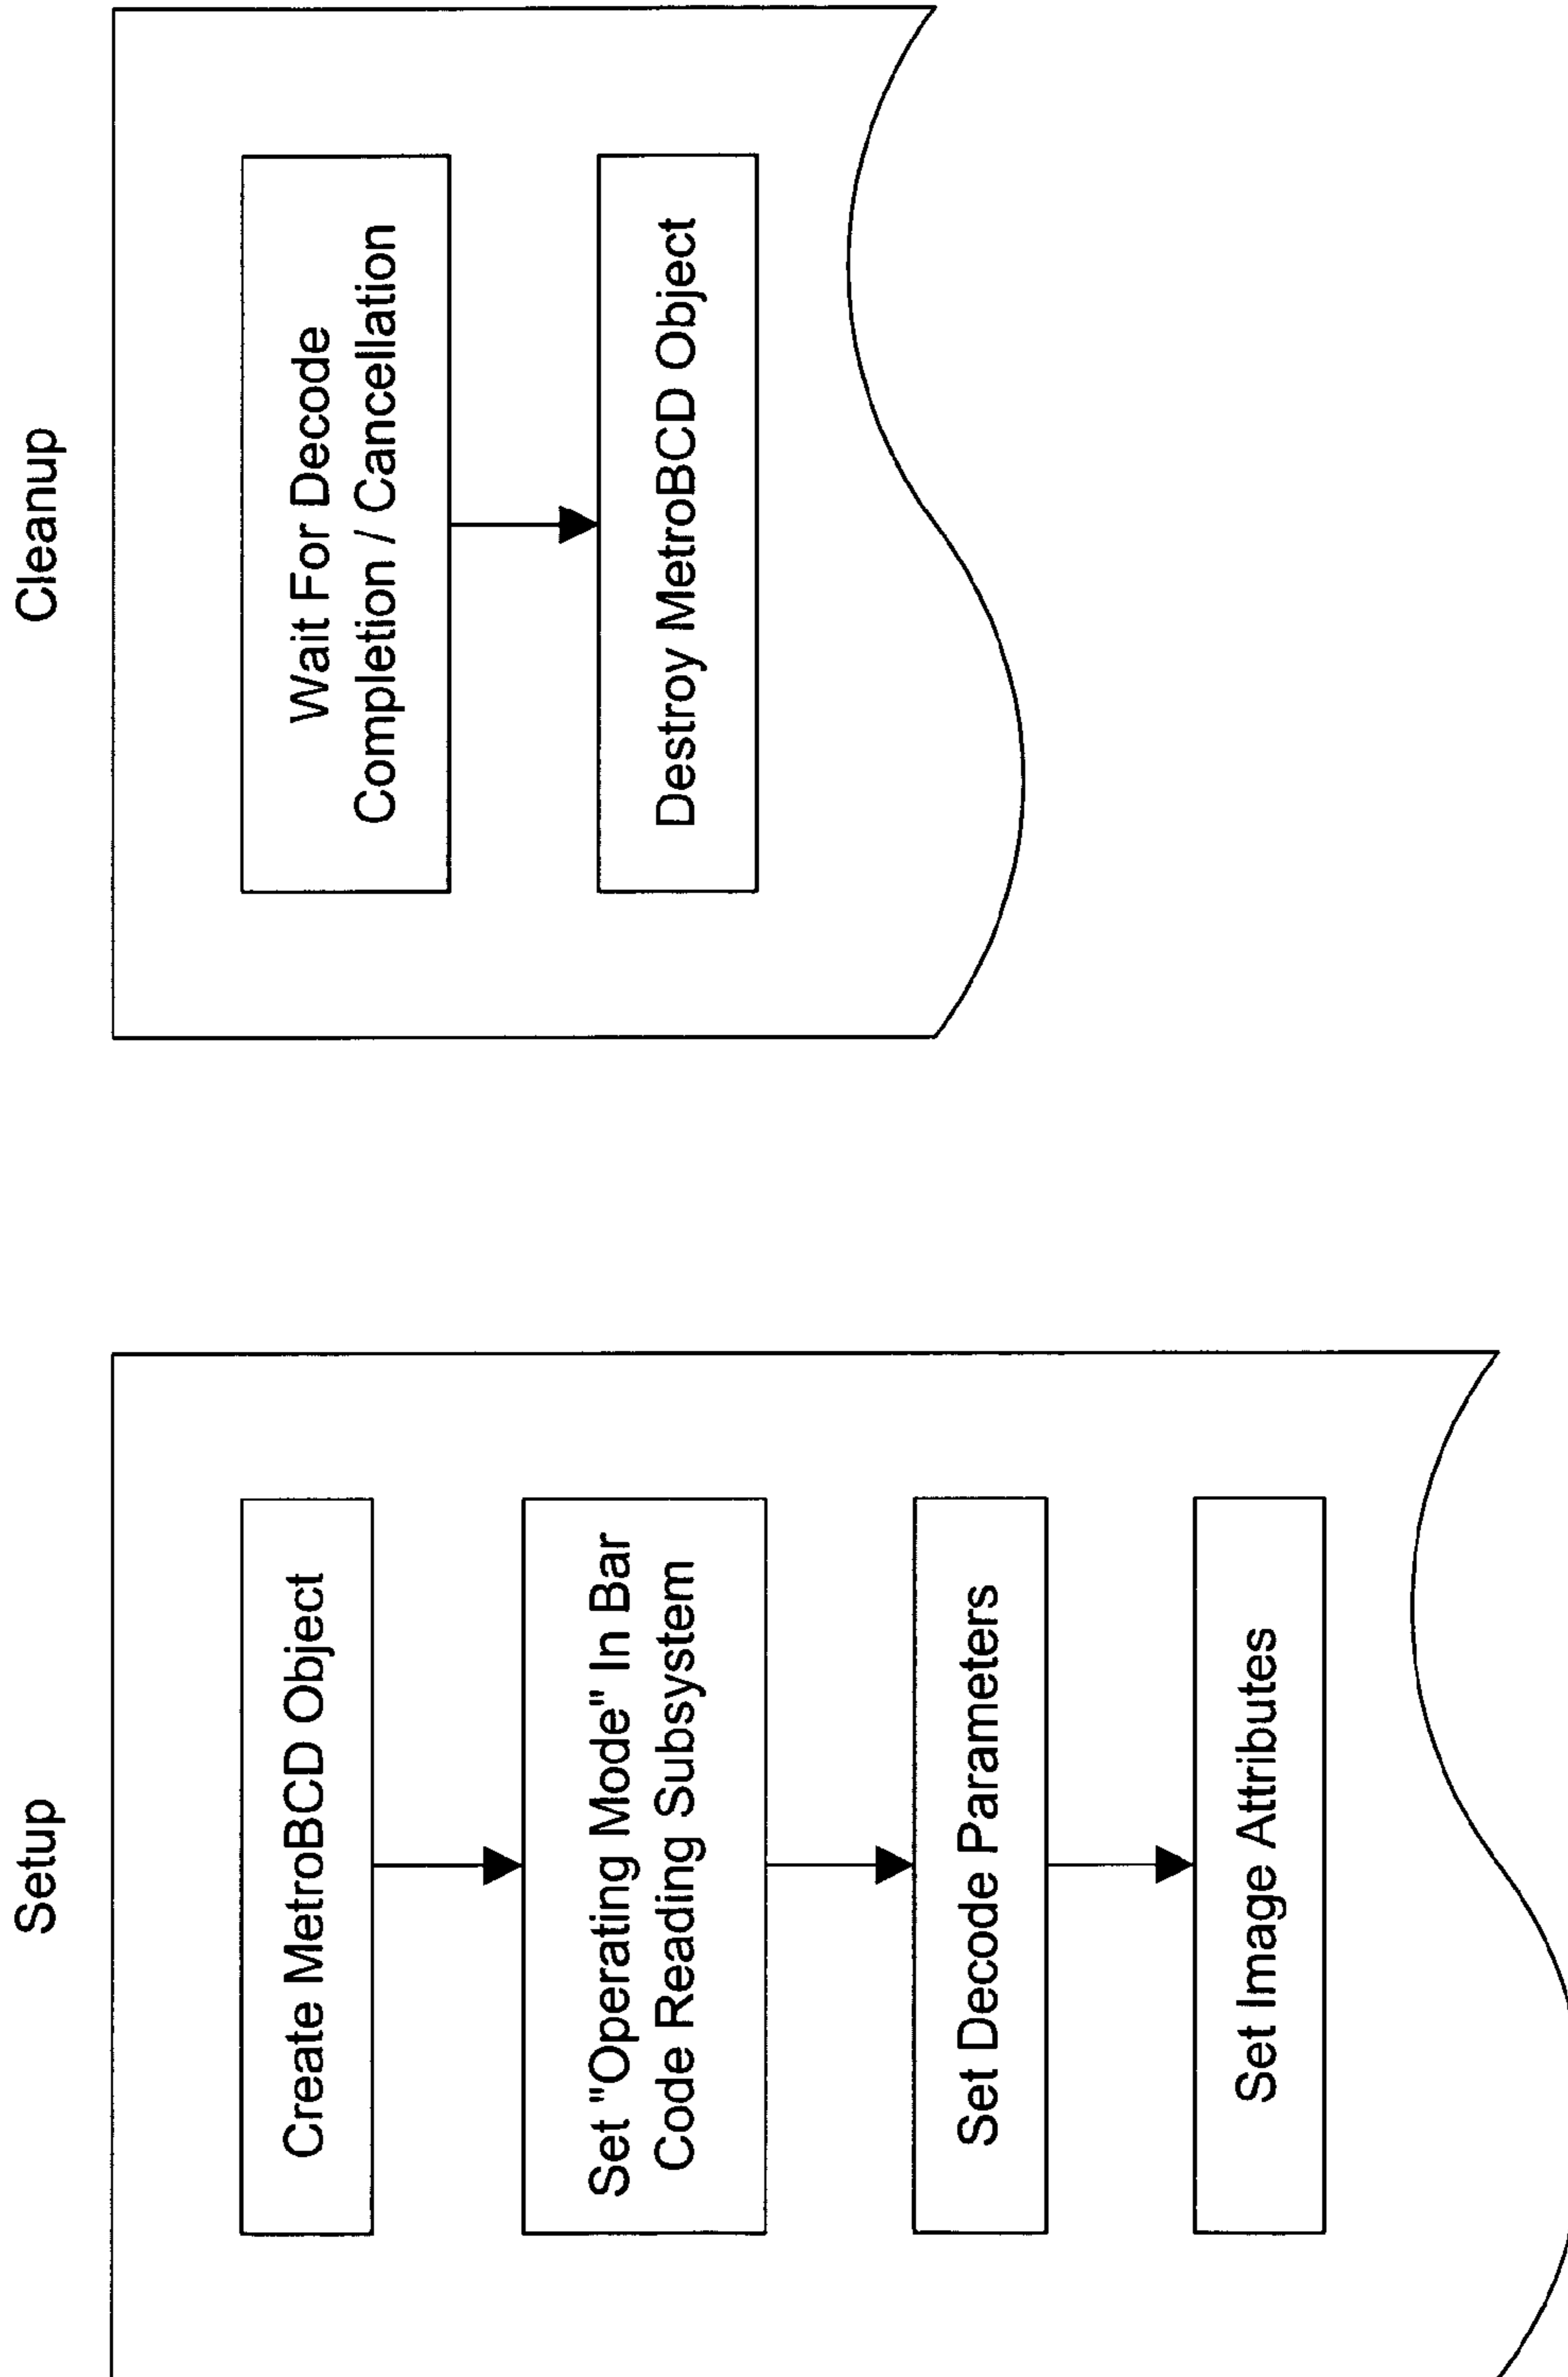 Setup
Create MetroBCD Object
Set "Operating Mode" In Bar
Code Reading Subsystem
Set Decode Parameters
Set Image Attributes
Cleanup
Wait For Decode
Completion / Cancellation
Destroy MetroBCD Object